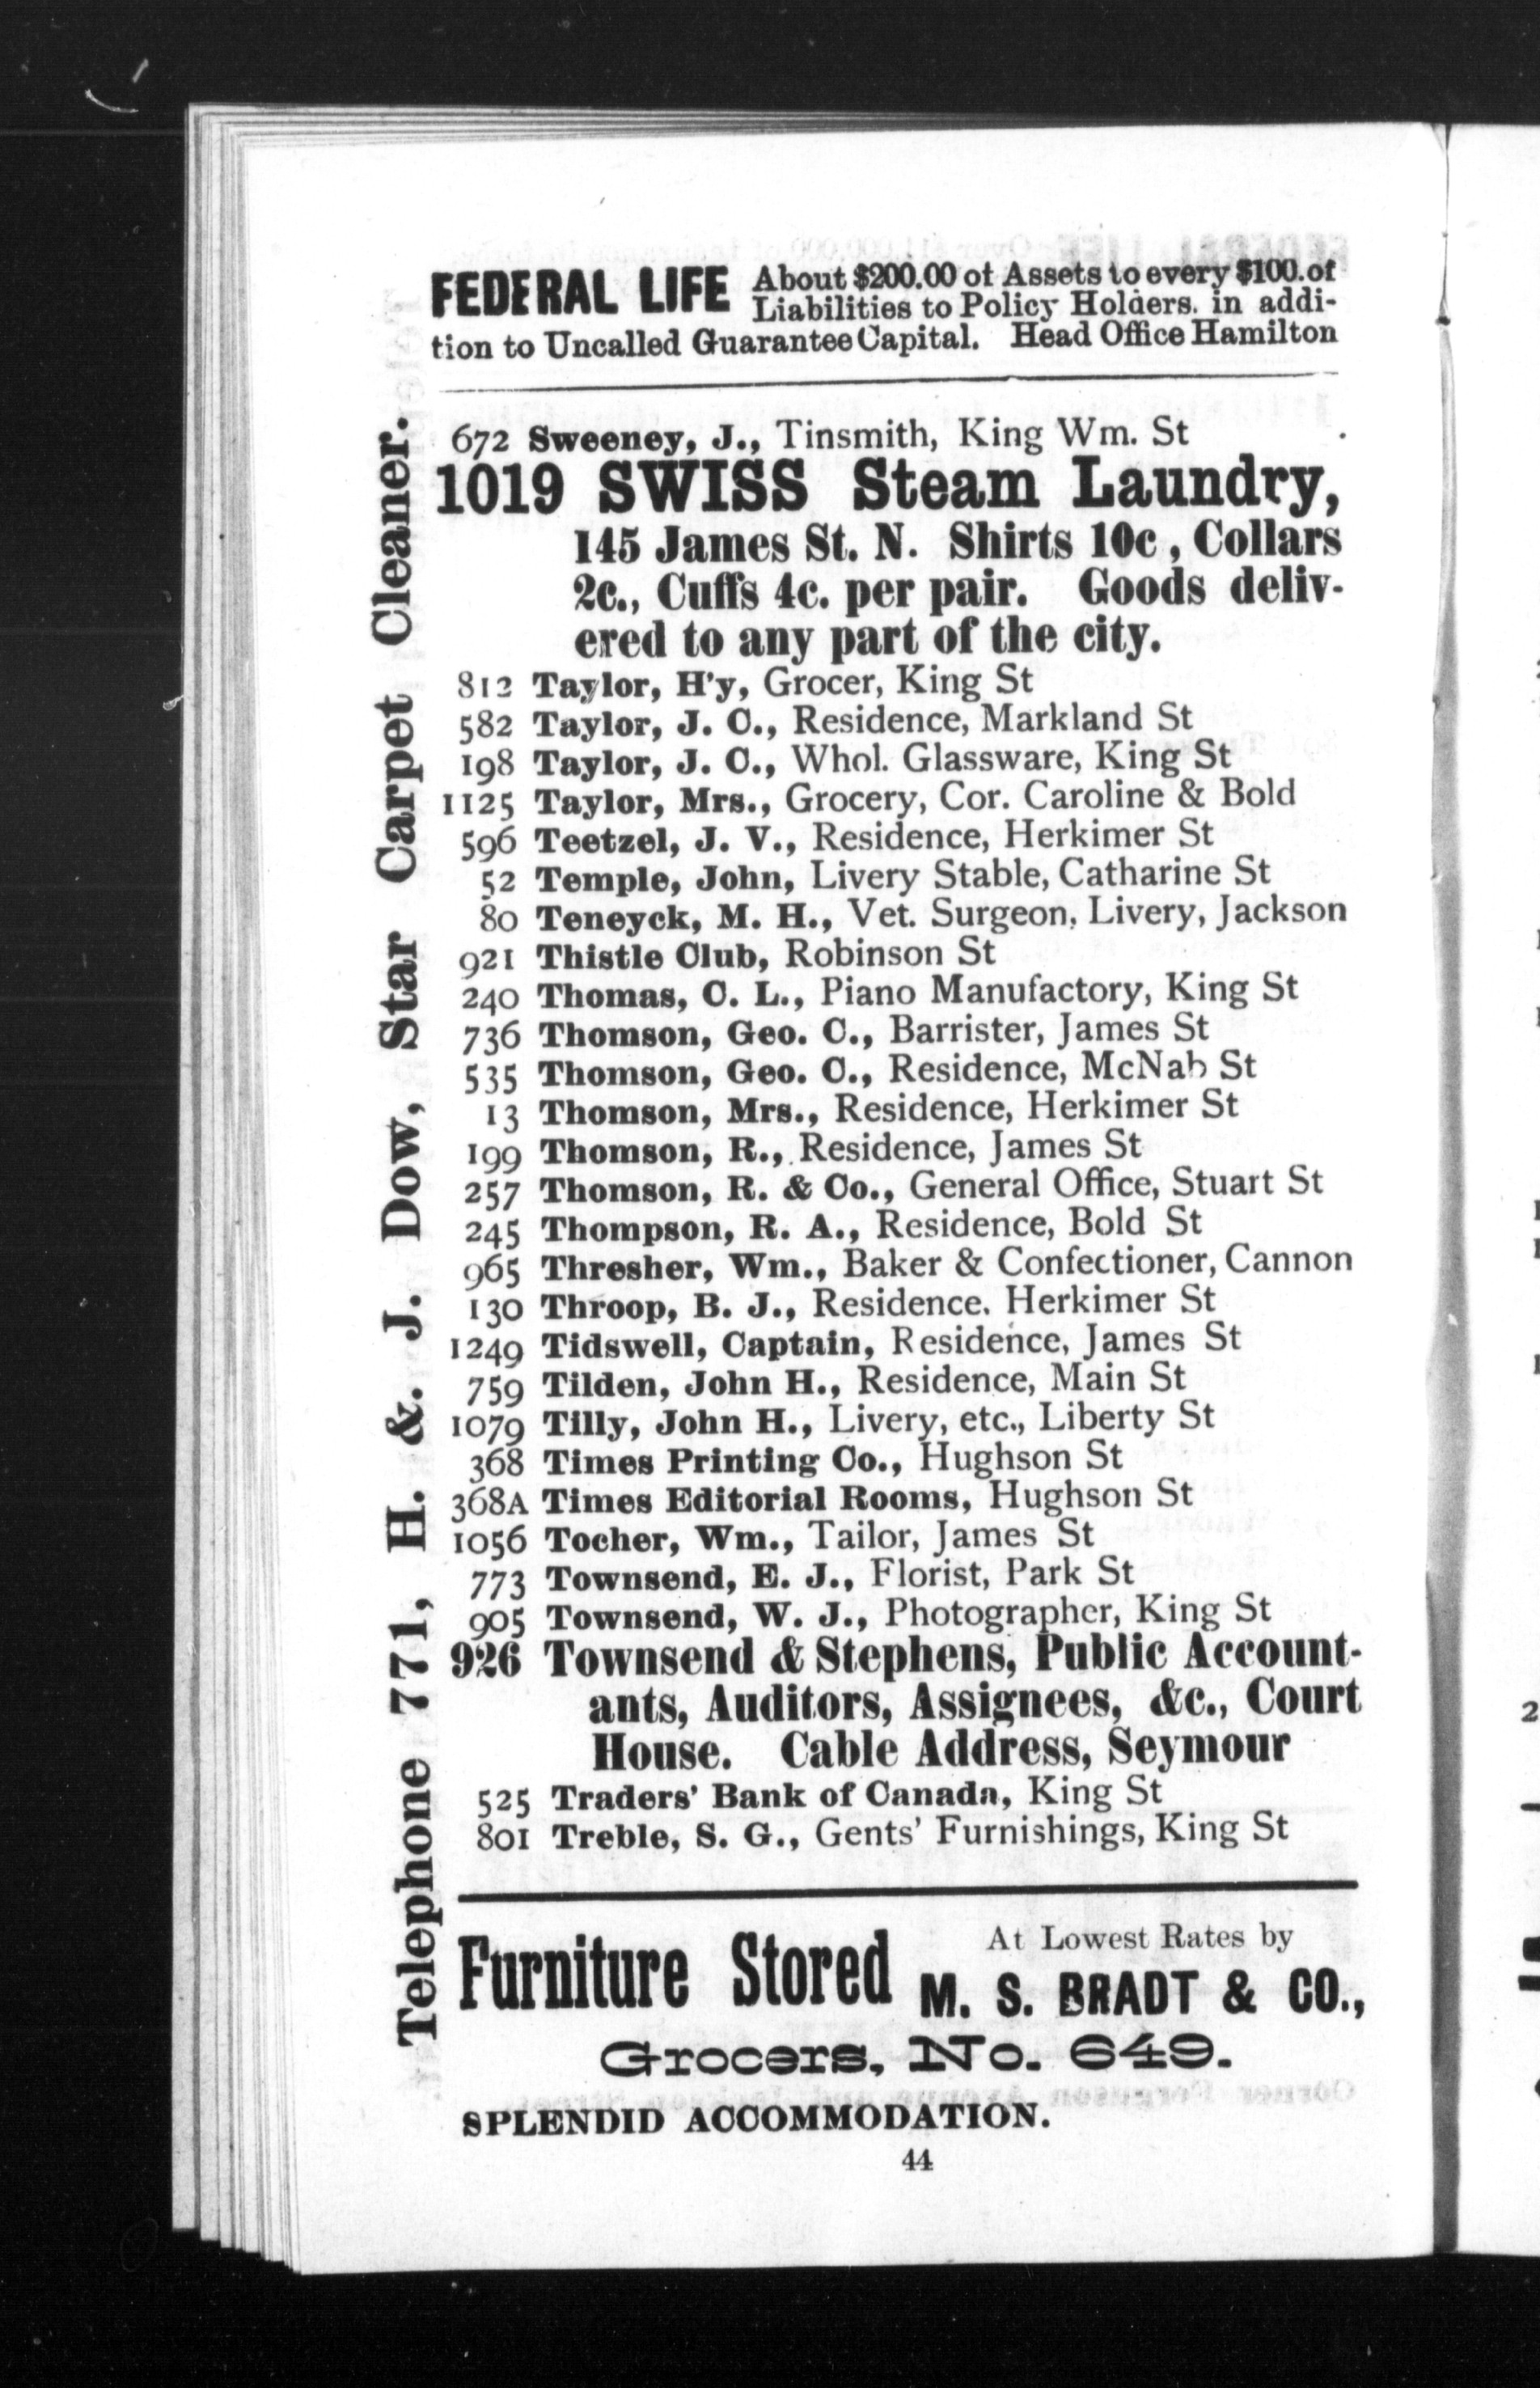 FEDERAL LIFE About $200.00 of Assets to every $100.of
Liabilities to Policy Holders. in addi-
tion to Uncalled Guarantee Capital. Head Office Hamilton
672 Sweeney, J., Tinsmith, King Wm. St
1019 SWISS Steam Laundry,
145 James St. N. Shirts 10c , Collars
2c., Cuffs 4c. per pair. Goods deliv-
ered to any part of the city.
812 Taylor, H'y, Grocer, King St
582 Taylor, J. C., Residence, Markland St
198 Taylor, J. C., Whol. Glassware, King St
1125 Taylor, Mrs., Grocery, Cor. Caroline & Bold
596 Teetzel, J. V., Residence, Herkimer St
52 Temple, John, Livery Stable, Catharine St
80 Teneyck, M. H., Vet. Surgeon, Livery, Jackson
921 Thistle Club, Robinson St
240 Thomas, C. L., Piano Manufactory, King St
736 Thomson, Geo. C., Barrister, James St
535 Thomson, Geo. C., Residence, McNab St
13 Thomson, Mrs., Residence, Herkimer St
199 Thomson, R., Residence, James St
257 Thomson, R. & Co., General Office, Stuart St
245 Thompson, R. A., Residence, Bold St
965 Thresher, Wm., Baker & Confectioner, Cannon
130 Throop, B. J., Residence. Herkimer St
1249 Tidswell, Captain, Residence, James St
759 Tilden, John H., Residence, Main St
1079 Tilly, John H., Livery, etc., Liberty St
368 Times Printing Co., Hughson St
368A Times Editorial Rooms, Hughson St
1056 Tocher, Wm., Tailor, James St
773 Townsend, E. J., Florist, Park St
905 Townsend, W. J., Photographer, King St
926 Townsend & Stephens, Public Account-
ants, Auditors, Assignees, &c., Court
House. Cable Address, Seymour
525 Traders' Bank of Canada, King St
801 Treble, S. G., Gents' Furnishings, King St
Telephone 771, H. &. J. Dow, Star Carpet Cleaner.
Furniture Stored At Lowest Rates by
M. S. BRADT & CO.,
Grocers, No. 649.
SPLENDID ACCOMMODATION.
44